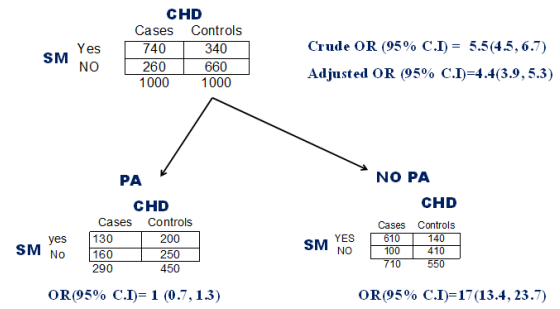 CHD
Cases Controls
SM Yes 740 340
NO 260 660
1000 1000
Crude OR (95% C.I) = 5.5(4.5, 6.7)
Adjusted OR (95% C.I)=4.4(3.9, 5.3)
PA
CHD
Cases Controls
SM yes 130 200
No 160 250
290 450
OR(95% C.I)= 1 (0.7, 1.3)
NO PA
CHD
Cases Controls
SM YES 610 140
NO 100 410
710 550
OR(95% C.I)=17(13.4, 23.7)